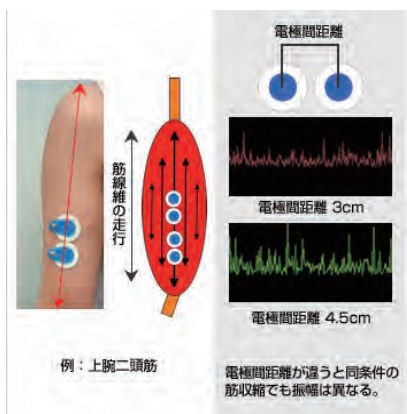 電極間距離
筋線維の走行
電極間距離 3cm
電極間距離 4.5cm
例：上腕二頭筋
電極間距離が違うと同条件の
筋収縮でも振幅は異なる。